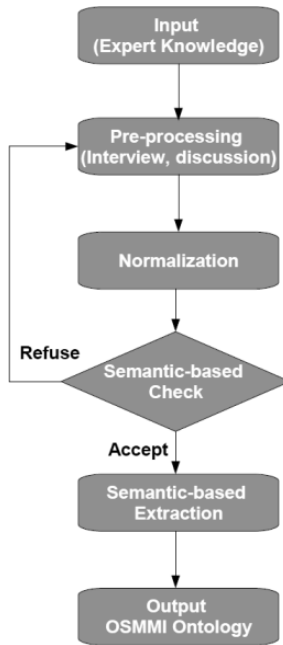 Input
(Expert Knowledge)
Pre-processing
(Interview, discussion)
Normalization
Refuse
Semantic-based
Check
Accept
Semantic-based
Extraction
Output
OSMMI Ontology